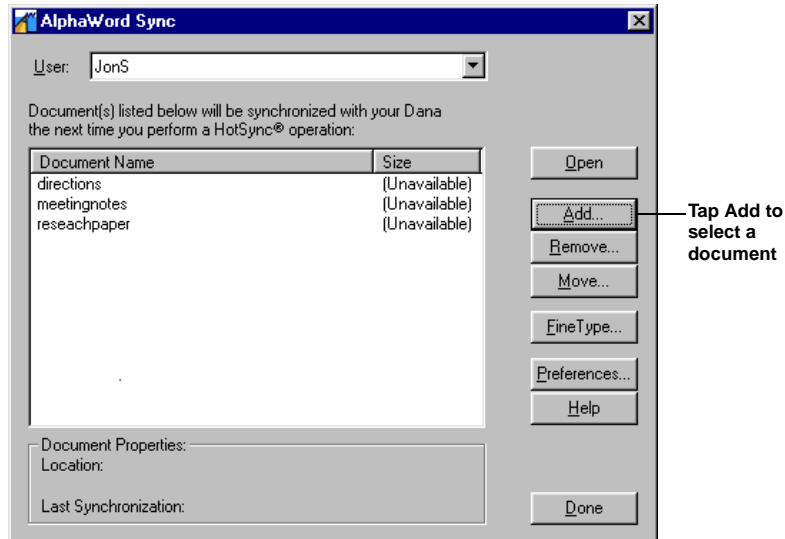 AlphaWord Sync
User: JonS
Document(s) listed below will be synchronized with your Dana
the next time you perform a HotSync® operation:
Document Name Size
directions (Unavailable)
meetingnotes (Unavailable)
reseachpaper (Unavailable)
Open
Add...
Remove...
Move...
FineType...
Preferences...
Help
Tap Add to
select a
document
Document Properties:
Location:
Last Synchronization:
Done